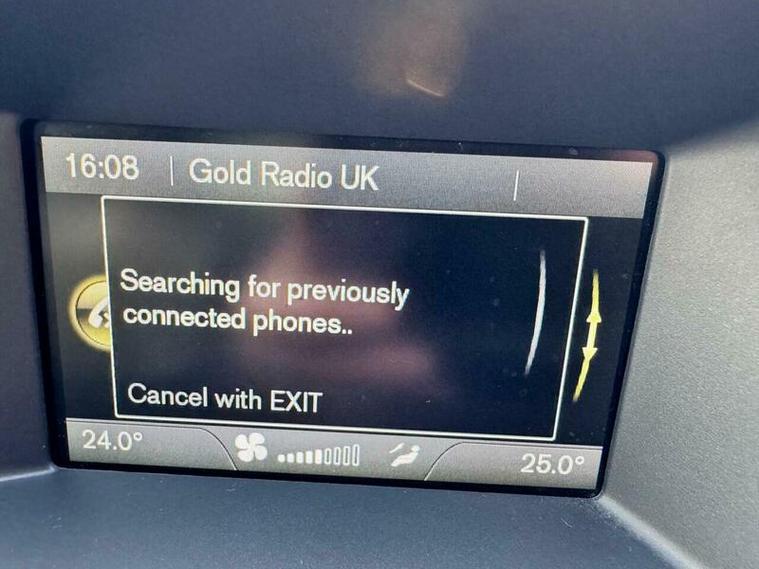 16:08 | Gold Radio UK |
Searching for previously
connected phones..
Cancel with EXIT
24.0° 25.0°